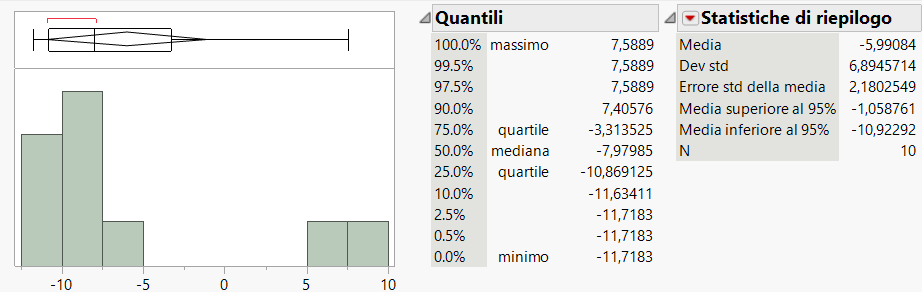 -10 -5 0 5 10
Quantili
100.0% massimo 7,5889
99.5% 7,5889
97.5% 7,5889
90.0% 7,40576
75.0% quartile -3,313525
50.0% mediana -7,97985
25.0% quartile -10,869125
10.0% -11,63411
2.5% -11,7183
0.5% -11,7183
0.0% minimo -11,7183
Statistiche di riepilogo
Media -5,99084
Dev std 6,8945714
Errore std della media 2,1802549
Media superiore al 95% -1,058761
Media inferiore al 95% -10,92292
N 10